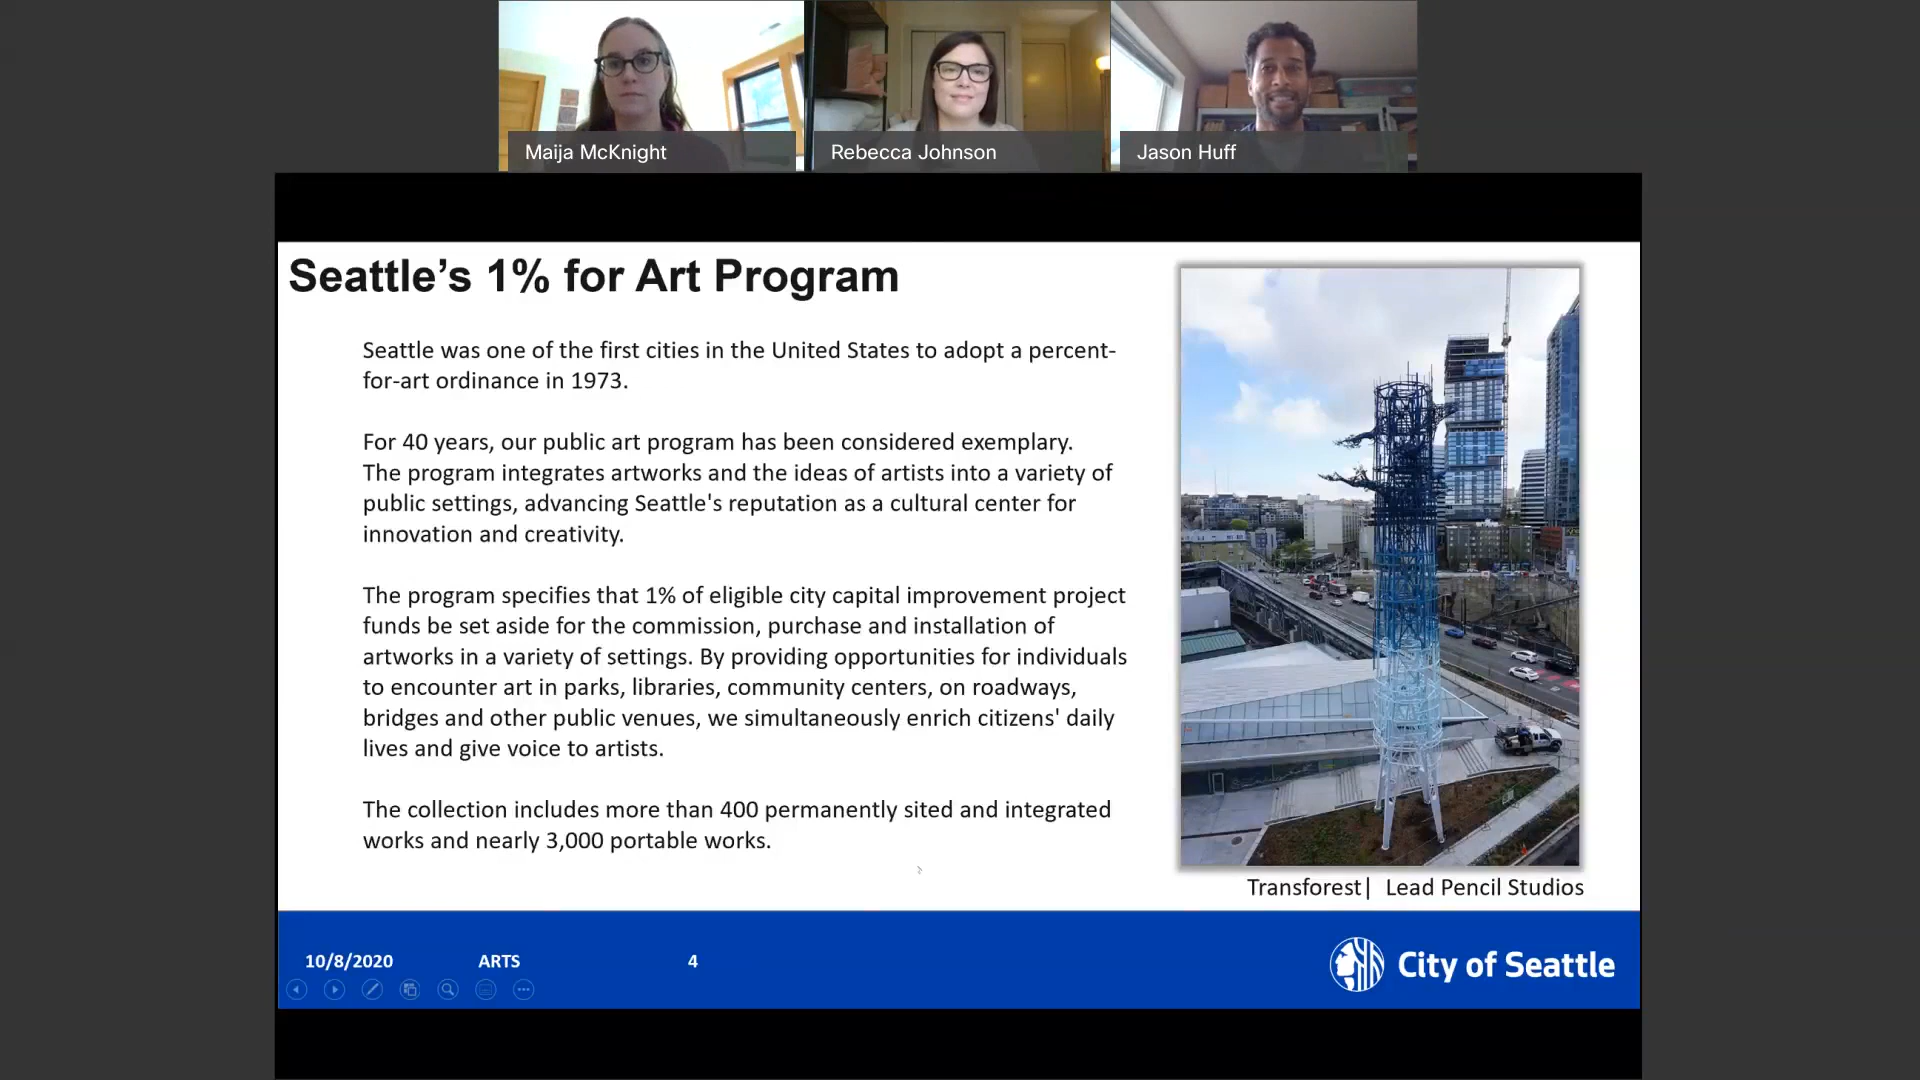 Maija McKnight
Rebecca Johnson
Jason Huff
Seattle’s 1% for Art Program
Seattle was one of the first cities in the United States to adopt a percent-
for-art ordinance in 1973.
For 40 years, our public art program has been considered exemplary.
The program integrates artworks and the ideas of artists into a variety of
public settings, advancing Seattle's reputation as a cultural center for
innovation and creativity.
The program specifies that 1% of eligible city capital improvement project
funds be set aside for the commission, purchase and installation of
artworks in a variety of settings. By providing opportunities for individuals
to encounter art in parks, libraries, community centers, on roadways,
bridges and other public venues, we simultaneously enrich citizens' daily
lives and give voice to artists.
The collection includes more than 400 permanently sited and integrated
works and nearly 3,000 portable works.
Transforest| Lead Pencil Studios
10/8/2020 ARTS 4
City of Seattle